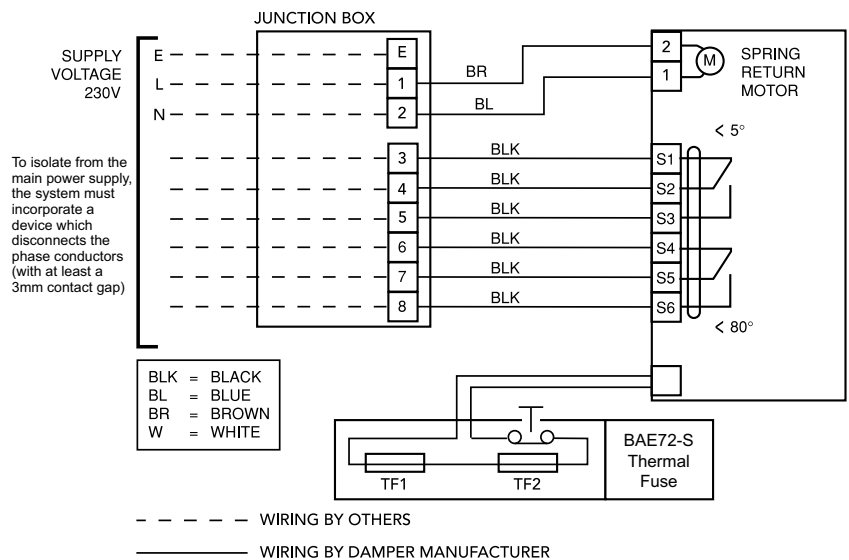 JUNCTION BOX
SUPPLY
VOLTAGE
230V
E
L
N
E
1
2
3
4
5
6
7
8
BR
BL
BLK
BLK
BLK
BLK
BLK
BLK
2
1
M
SPRING
RETURN
MOTOR
< 5°
S1
S2
S3
S4
S5
S6
< 80°
To isolate from the
main power supply,
the system must
incorporate a
device which
disconnects the
phase conductors
(with at least a
3mm contact gap)
BLK = BLACK
BL = BLUE
BR = BROWN
W = WHITE
TF1
TF2
BAE72-S
Thermal
Fuse
WIRING BY OTHERS
WIRING BY DAMPER MANUFACTURER